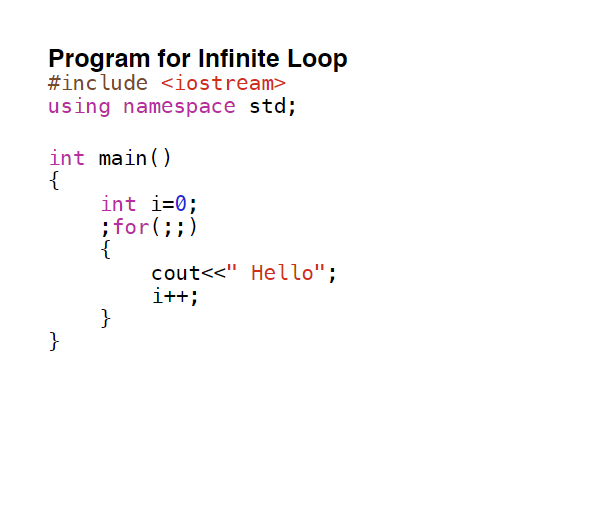 Program for Infinite Loop
#include <iostream>
using namespace std;
int main()
{
int i=0;
;for(;;)
{
cout<<" Hello";
i++;
}
}